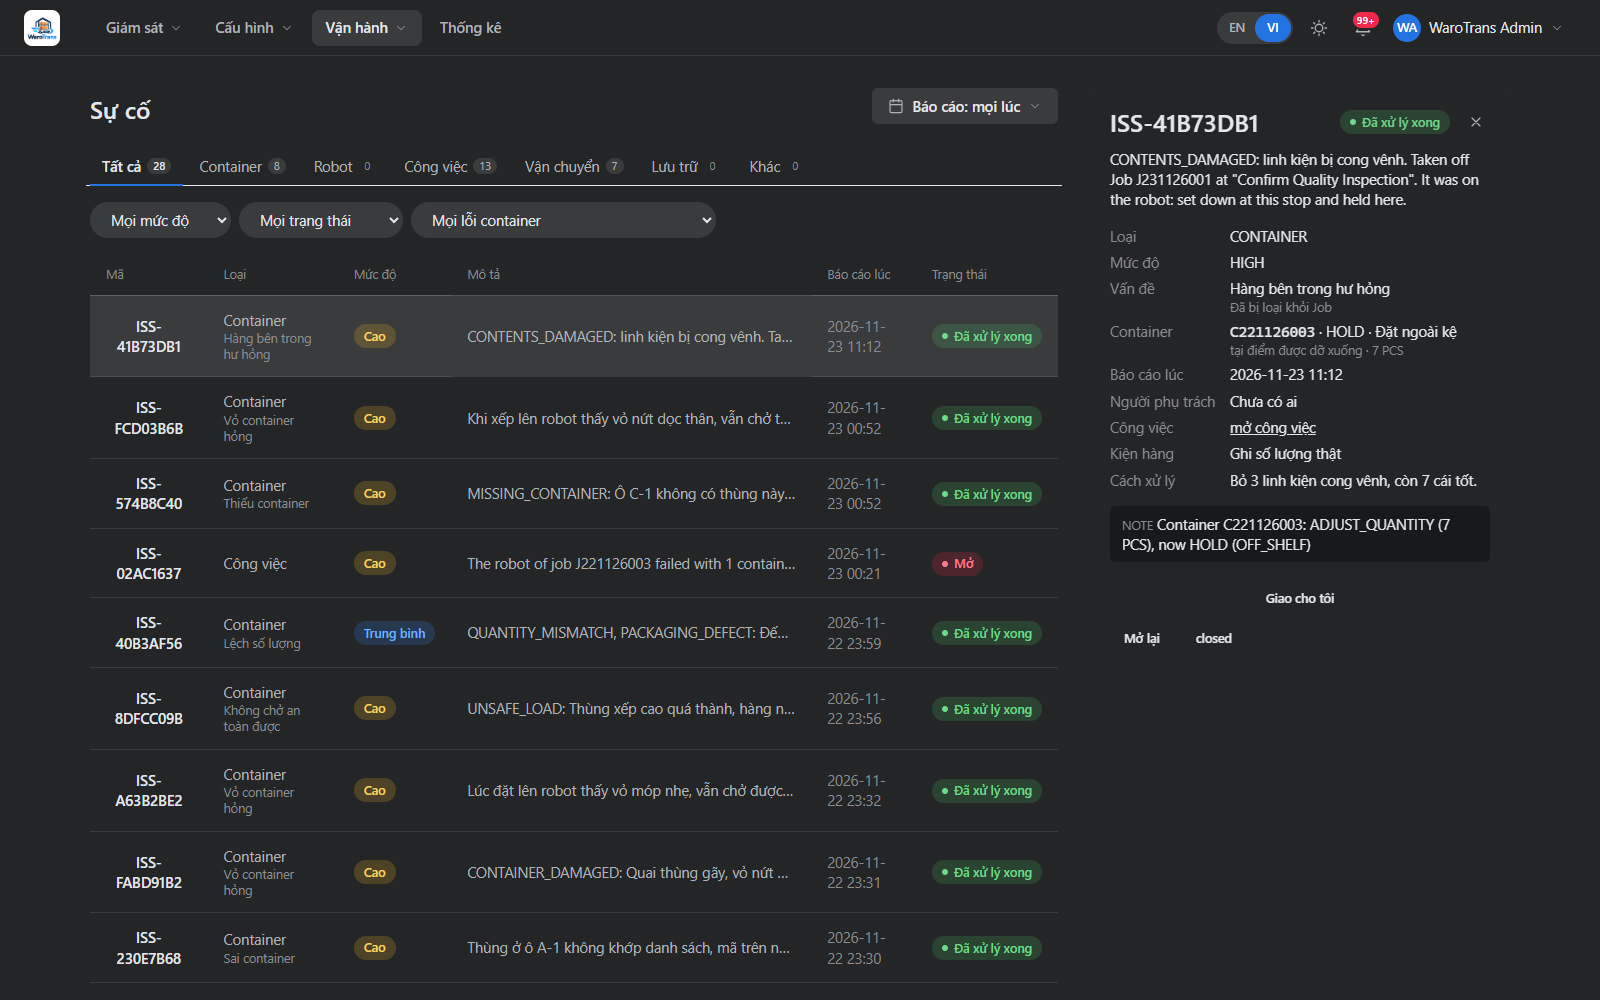 WaroTrans
Giám sát
Cấu hình
Vận hành
Thống kê
EN
VI
99+
WA
WaroTrans Admin
Sự cố
Báo cáo: mọi lúc
Tất cả 28
Container 8
Robot 0
Công việc 13
Vận chuyển 7
Lưu trữ 0
Khác 0
Mọi mức độ
Mọi trạng thái
Mọi lỗi container
Mã
Loại
Mức độ
Mô tả
Báo cáo lúc
Trạng thái
ISS-
41B73DB1
Container
Hàng bên trong
hư hỏng
Cao
CONTENTS_DAMAGED: linh kiện bị cong vênh. Ta...
2026-11-
23 11:12
Đã xử lý xong
ISS-
FCD03B6B
Container
Vỏ container
hỏng
Cao
Khi xếp lên robot thấy vỏ nứt dọc thân, vẫn chở t...
2026-11-
23 00:52
Đã xử lý xong
ISS-
574B8C40
Container
Thiếu container
Cao
MISSING_CONTAINER: Ô C-1 không có thùng này...
2026-11-
23 00:52
Đã xử lý xong
ISS-
02AC1637
Công việc
Cao
The robot of job J221126003 failed with 1 contain...
2026-11-
23 00:21
Mở
ISS-
40B3AF56
Container
Lệch số lượng
Trung bình
QUANTITY_MISMATCH, PACKAGING_DEFECT: Đế...
2026-11-
22 23:59
Đã xử lý xong
ISS-
8DFCC09B
Container
Không chở an
toàn được
Cao
UNSAFE_LOAD: Thùng xếp cao quá thành, hàng n...
2026-11-
22 23:56
Đã xử lý xong
ISS-
A63B2BE2
Container
Vỏ container
hỏng
Cao
Lúc đặt lên robot thấy vỏ móp nhẹ, vẫn chở được...
2026-11-
22 23:32
Đã xử lý xong
ISS-
FABD91B2
Container
Vỏ container
hỏng
Cao
CONTAINER_DAMAGED: Quai thùng gãy, vỏ nứt ...
2026-11-
22 23:31
Đã xử lý xong
ISS-
230E7B68
Container
Sai container
Cao
Thùng ở ô A-1 không khớp danh sách, mã trên n...
2026-11-
22 23:30
Đã xử lý xong
ISS-41B73DB1
Đã xử lý xong
CONTENTS_DAMAGED: linh kiện bị cong vênh. Taken off
Job J231126001 at "Confirm Quality Inspection". It was on
the robot: set down at this stop and held here.
Loại CONTAINER
Mức độ HIGH
Vấn đề Hàng bên trong hư hỏng
Đã bị loại khỏi Job
Container C221126003 · HOLD · Đặt ngoài kệ
tại điểm được dỡ xuống · 7 PCS
Báo cáo lúc 2026-11-23 11:12
Người phụ trách Chưa có ai
Công việc mở công việc
Kiện hàng Ghi số lượng thật
Cách xử lý Bỏ 3 linh kiện cong vênh, còn 7 cái tốt.
NOTE Container C221126003: ADJUST_QUANTITY (7
PCS), now HOLD (OFF_SHELF)
Giao cho tôi
Mở lại
closed